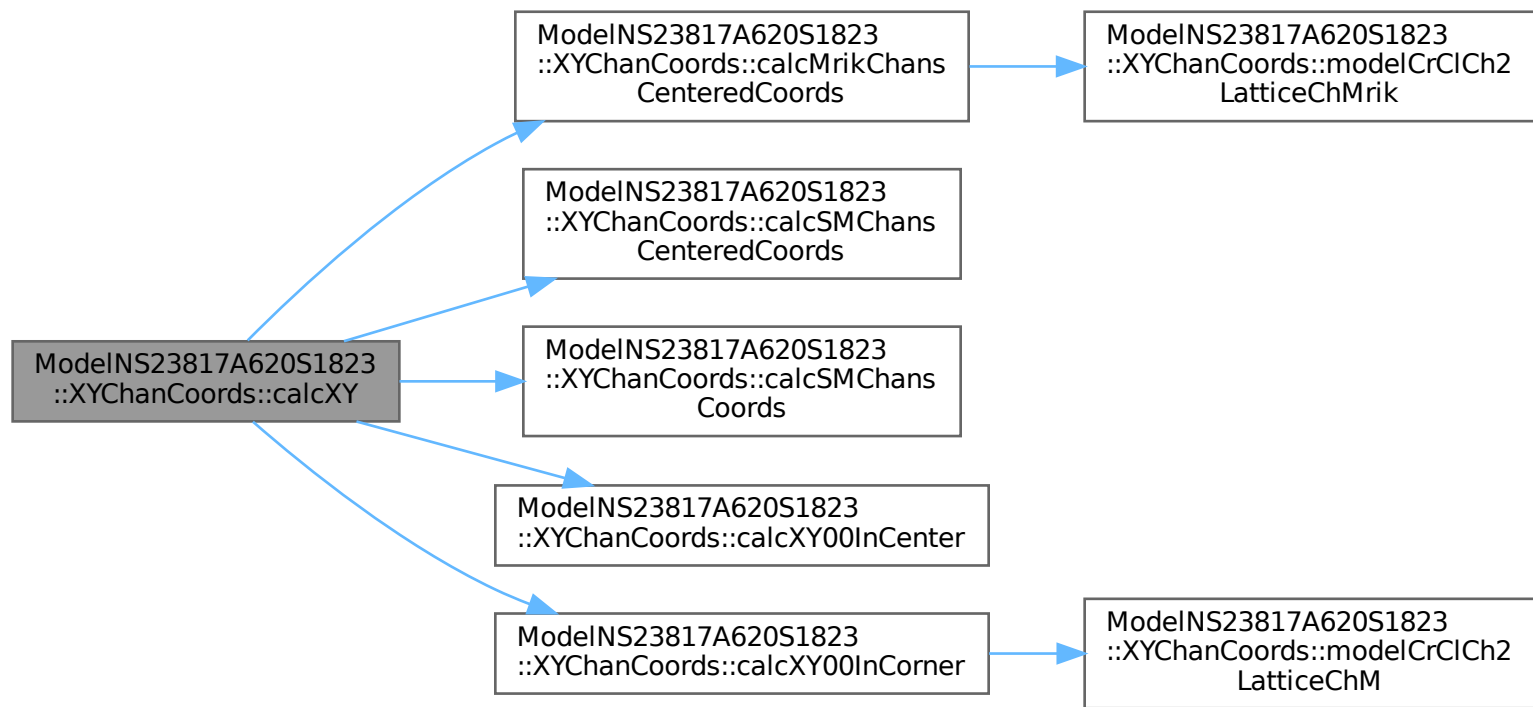 ModelNS23817A620S1823
::XYChanCoords::calcMrikChans
CenteredCoords
ModelNS23817A620S1823
::XYChanCoords::modelCrClCh2
LatticeChMrik
ModelNS23817A620S1823
::XYChanCoords::calcSMChans
CenteredCoords
ModelNS23817A620S1823
::XYChanCoords::calcXY
ModelNS23817A620S1823
::XYChanCoords::calcSMChans
Coords
ModelNS23817A620S1823
::XYChanCoords::calcXY00InCenter
ModelNS23817A620S1823
::XYChanCoords::calcXY00InCorner
ModelNS23817A620S1823
::XYChanCoords::modelCrClCh2
LatticeChM